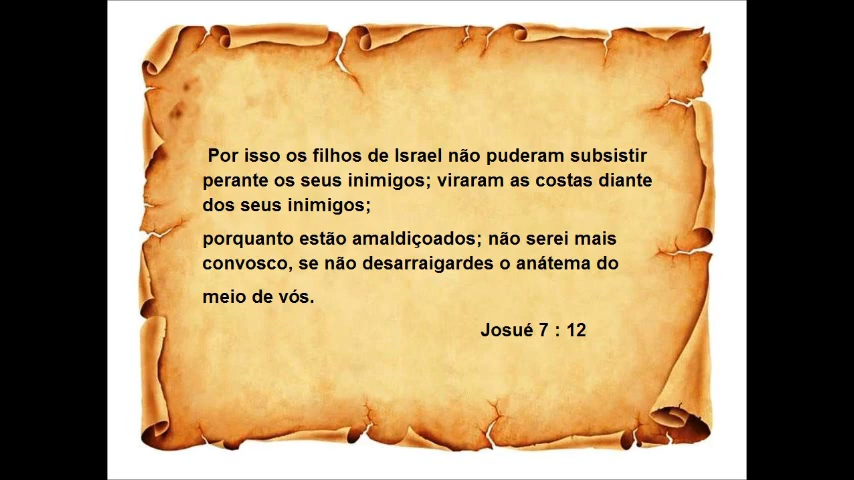 Por isso os filhos de Israel não puderam subsistir
perante os seus inimigos; viraram as costas diante
dos seus inimigos;
porquanto estão amaldiçoados; não serei mais
convosco, se não desarraigardes o anátema do
meio de vós.
Josué 7 : 12